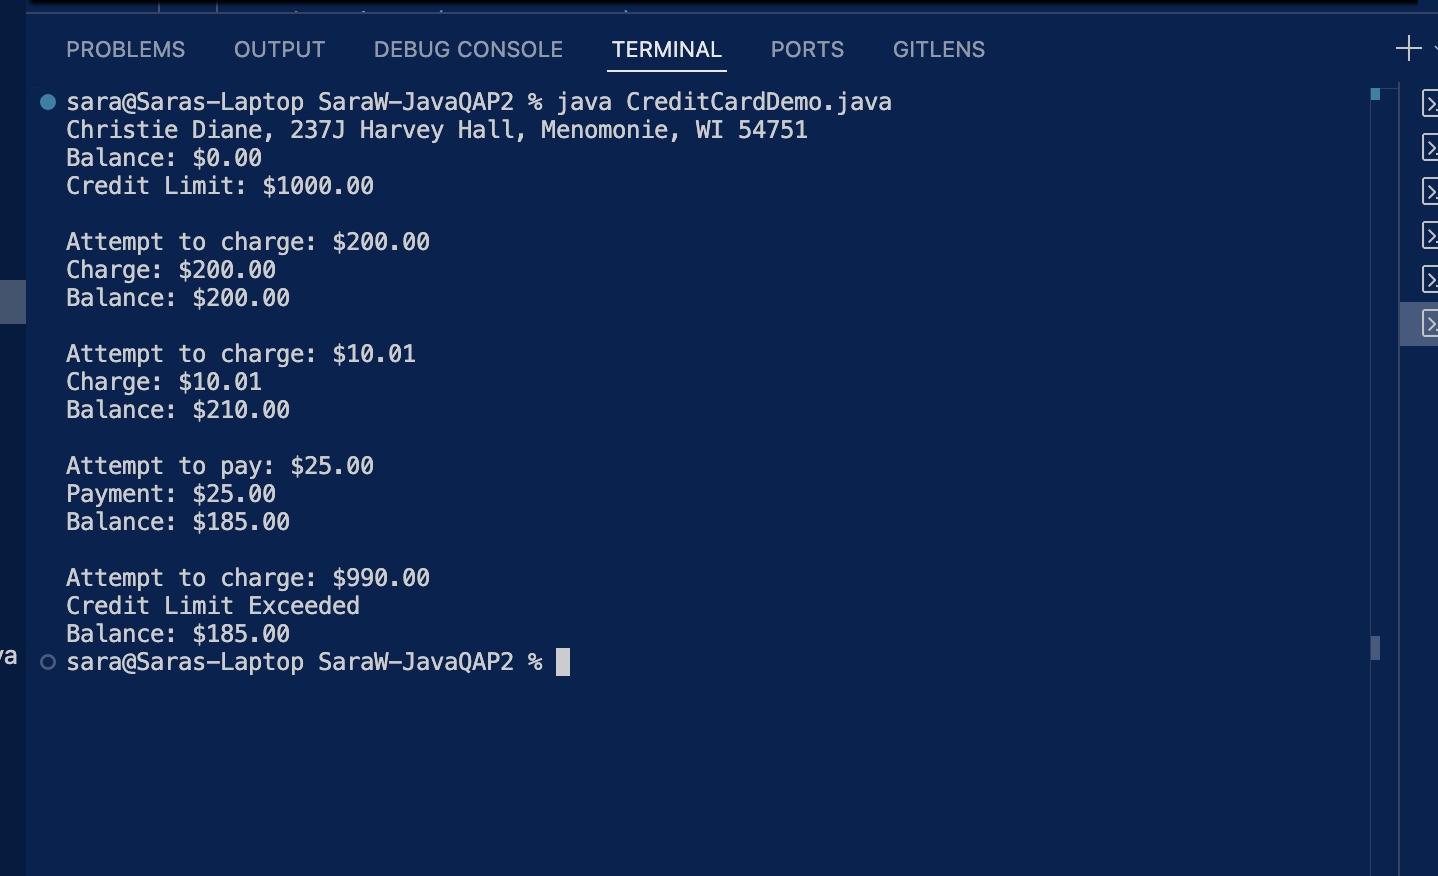 PROBLEMS OUTPUT DEBUG CONSOLE TERMINAL PORTS GITLENS
sara@Saras-Laptop SaraW-JavaQAP2 % java CreditCardDemo.java
Christie Diane, 237J Harvey Hall, Menomonie, WI 54751
Balance: $0.00
Credit Limit: $1000.00
Attempt to charge: $200.00
Charge: $200.00
Balance: $200.00
Attempt to charge: $10.01
Charge: $10.01
Balance: $210.00
Attempt to pay: $25.00
Payment: $25.00
Balance: $185.00
Attempt to charge: $990.00
Credit Limit Exceeded
Balance: $185.00
va
sara@Saras-Laptop SaraW-JavaQAP2 %